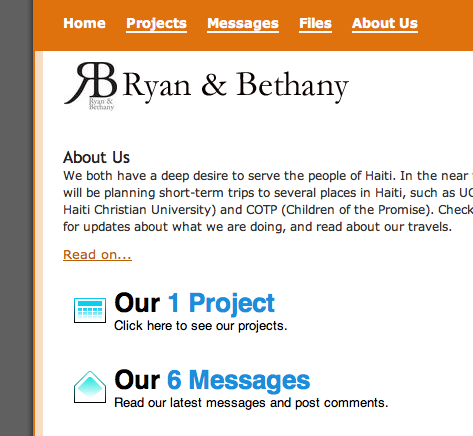 Home Projects Messages Files About Us
RB Ryan & Bethany
Ryan &
Bethany
About Us
We both have a deep desire to serve the people of Haiti. In the near
will be planning short-term trips to several places in Haiti, such as UC
Haiti Christian University) and COTP (Children of the Promise). Check
for updates about what we are doing, and read about our travels.
Read on...
Our 1 Project
Click here to see our projects.
Our 6 Messages
Read our latest messages and post comments.